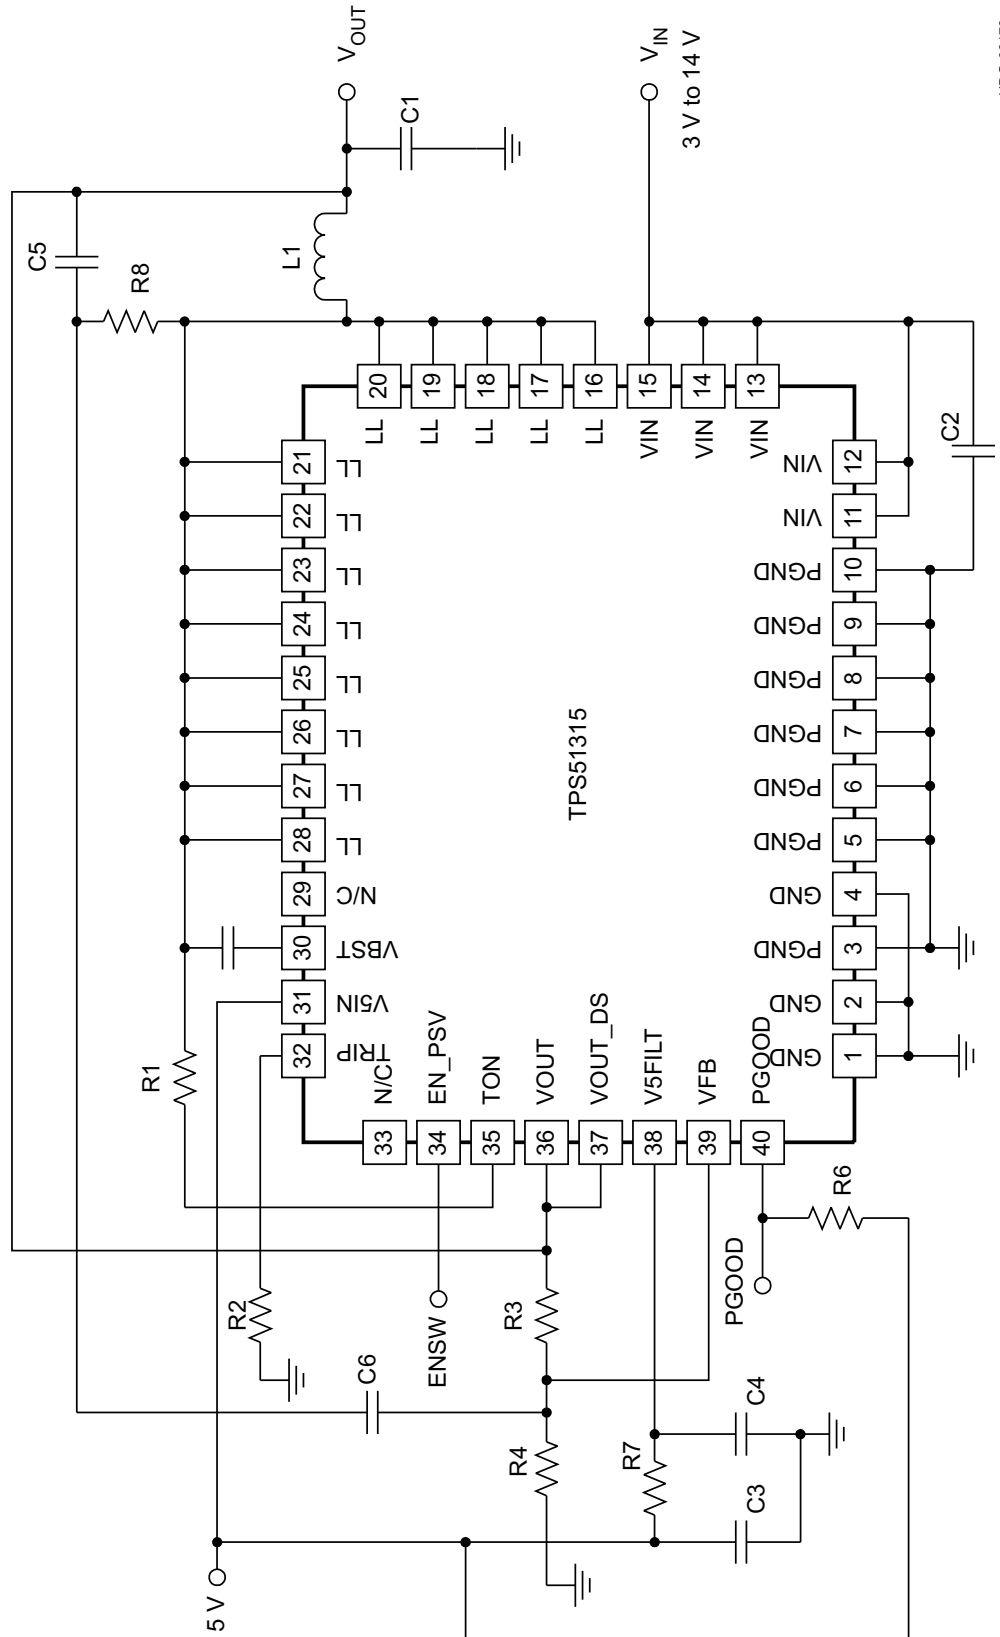 V_OUT
C1
V_IN
3 V to 14 V
C5
R8
L1
20
19
18
17
16
15
14
13
LL
LL
LL
LL
LL
VIN
VIN
VIN
21
22
23
24
25
26
27
28
29
30
31
32
LL
LL
LL
LL
LL
LL
LL
LL
N/C
VBST
V5IN
TRIP
TPS51315
C2
VIN
VIN
PGND
PGND
PGND
PGND
PGND
PGND
GND
PGND
GND
GND
12
11
10
9
8
7
6
5
4
3
2
1
R1
N/C
EN_PSV
TON
VOUT
VOUT_DS
V5FILT
VFB
PGOOD
33
34
35
36
37
38
39
40
R6
PGOOD
R2
ENSW
R3
C6
R4
R7
C4
C3
5 V